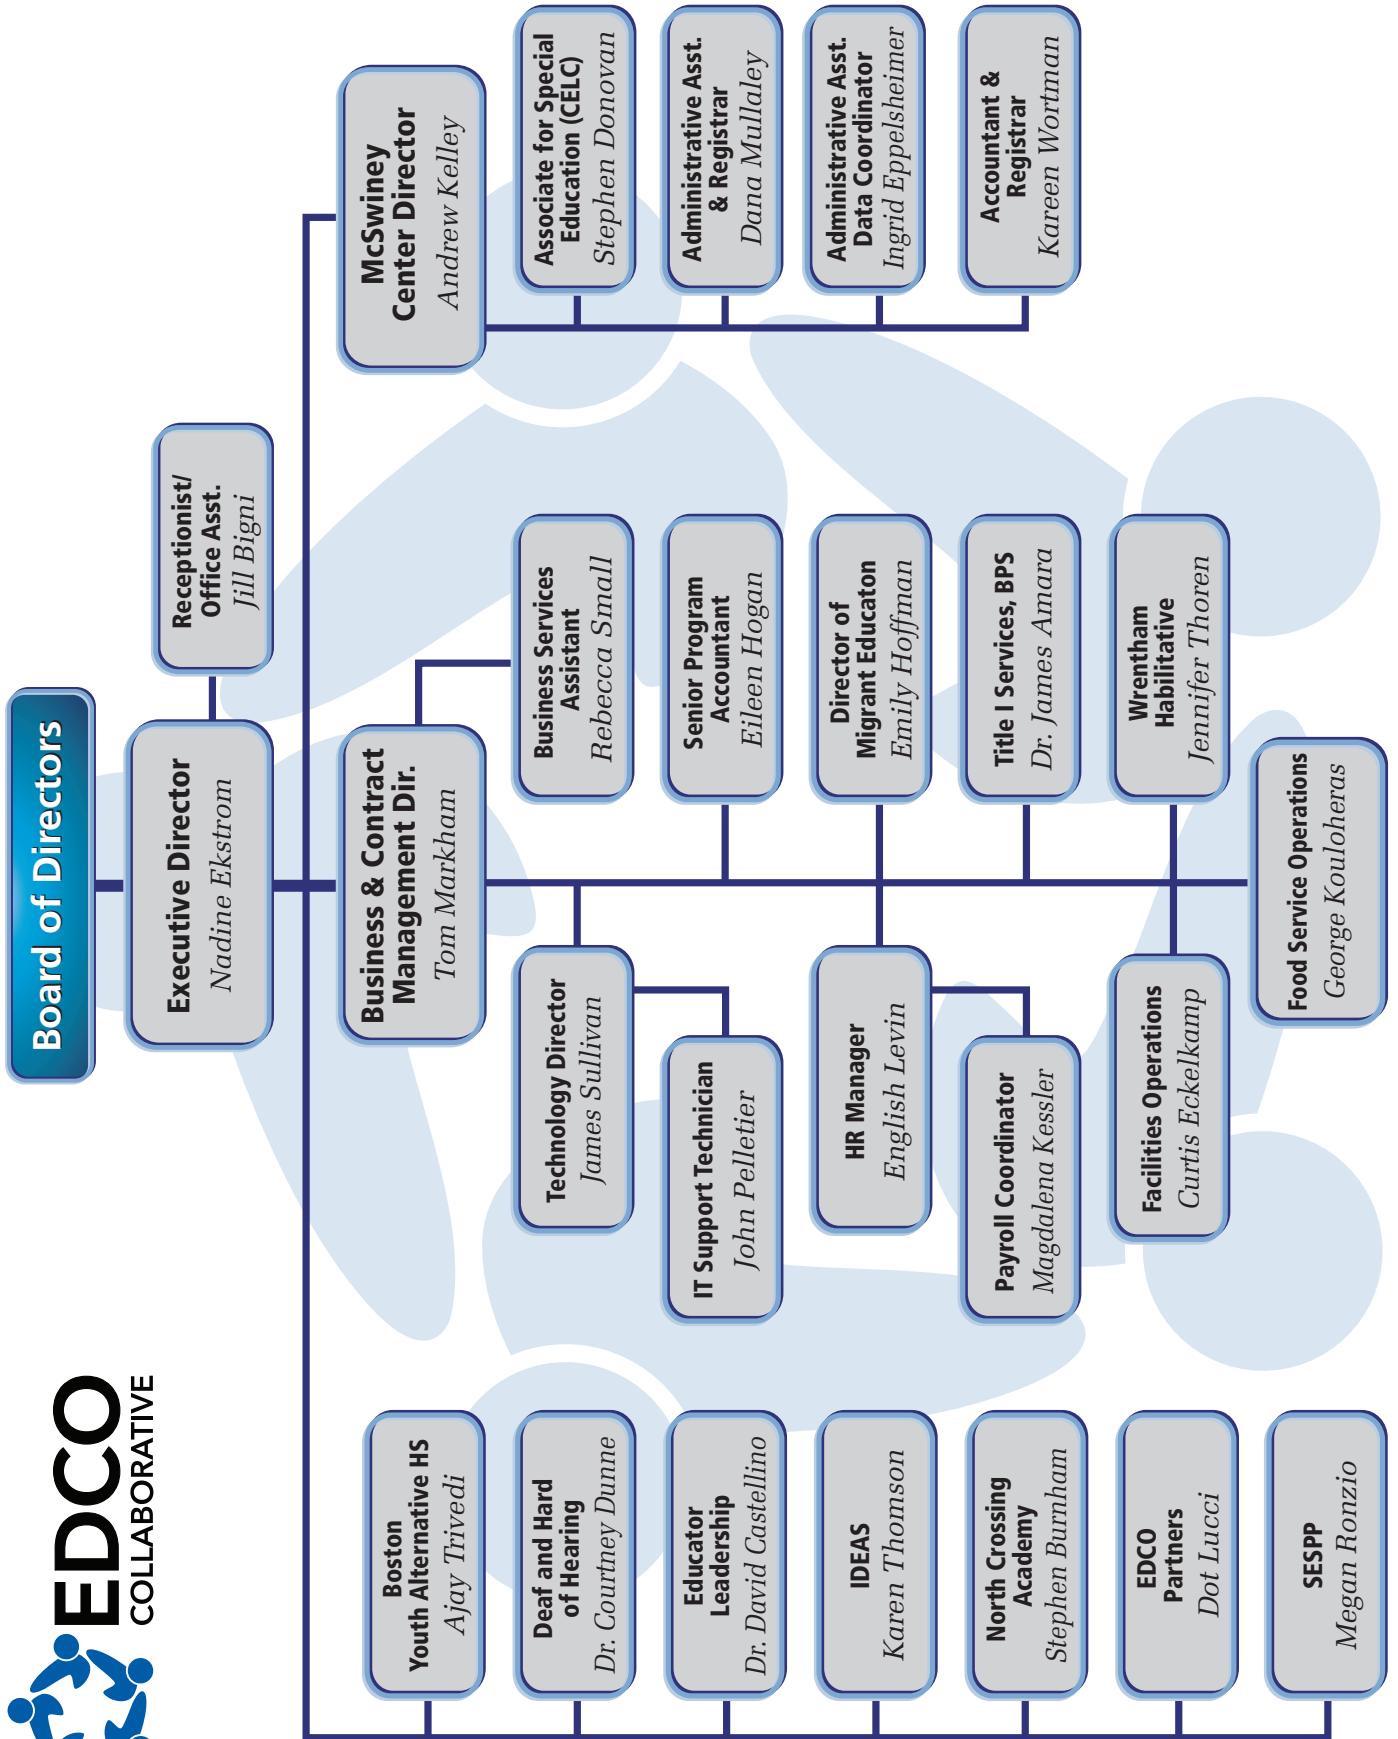 EDCO
COLLABORATIVE
Board of Directors
Executive Director
Nadine Ekstrom
Receptionist/
Office Asst.
Jill Bigni
Business & Contract
Management Dir.
Tom Markham
McSwiney
Center Director
Andrew Kelley
Boston
Youth Alternative HS
Ajay Trivedi
Deaf and Hard
of Hearing
Dr. Courtney Dunne
Educator
Leadership
Dr. David Castellino
IDEAS
Karen Thomson
North Crossing
Academy
Stephen Burnham
EDCO
Partners
Dot Lucci
SESPP
Megan Ronzio
Technology Director
James Sullivan
IT Support Technician
John Pelletier
HR Manager
English Levin
Payroll Coordinator
Magdalena Kessler
Facilities Operations
Curtis Eckelkamp
Food Service Operations
George Kouloheras
Business Services
Assistant
Rebecca Small
Senior Program
Accountant
Eileen Hogan
Director of
Migrant Educaton
Emily Hoffman
Title I Services, BPS
Dr. James Amara
Wrentham
Habilitative
Jennifer Thoren
Associate for Special
Education (CELC)
Stephen Donovan
Administrative Asst.
& Registrar
Dana Mullaley
Administrative Asst.
Data Coordinator
Ingrid Eppelsheimer
Accountant &
Registrar
Kareen Wortman